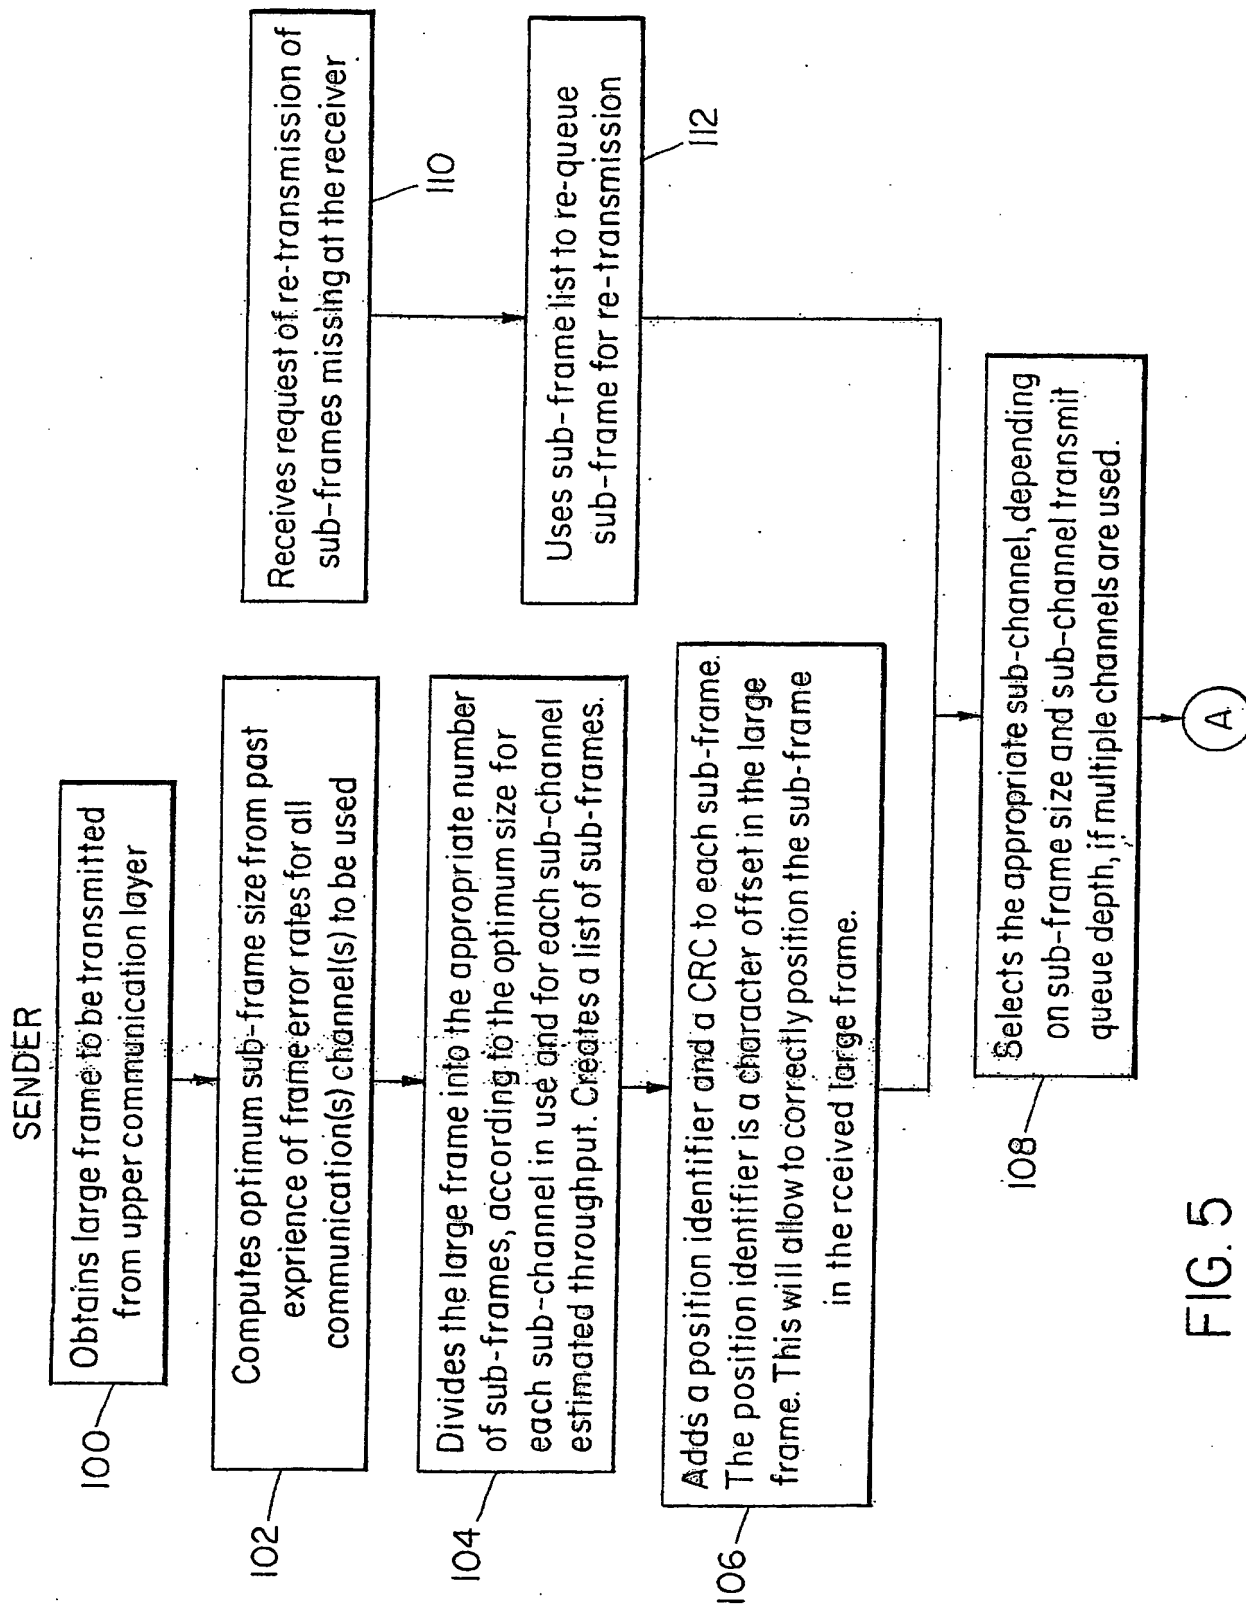 SENDER
100
Obtains large frame to be transmitted
from upper communication layer
102
Computes optimum sub-frame size from past
exprience of frame error rates for all
communication(s) channel(s) to be used
104
Divides the large frame into the appropriate number
of sub-frames, according to the optimum size for
each sub-channel in use and for each sub-channel
estimated throughput. Creates a list of sub-frames.
106
Adds a position identifier and a CRC to each sub-frame.
The position identifier is a character offset in the large
frame. This will allow to correctly position the sub-frame
in the rceived large frame.
Receives request of re-transmission of
sub-frames missing at the receiver
110
Uses sub-frame list to re-queue
sub-frame for re-transmission
112
108
Selects the appropriate sub-channel, depending
on sub-frame size and sub-channel transmit
queue depth, if multiple channels are used.
A
FIG. 5